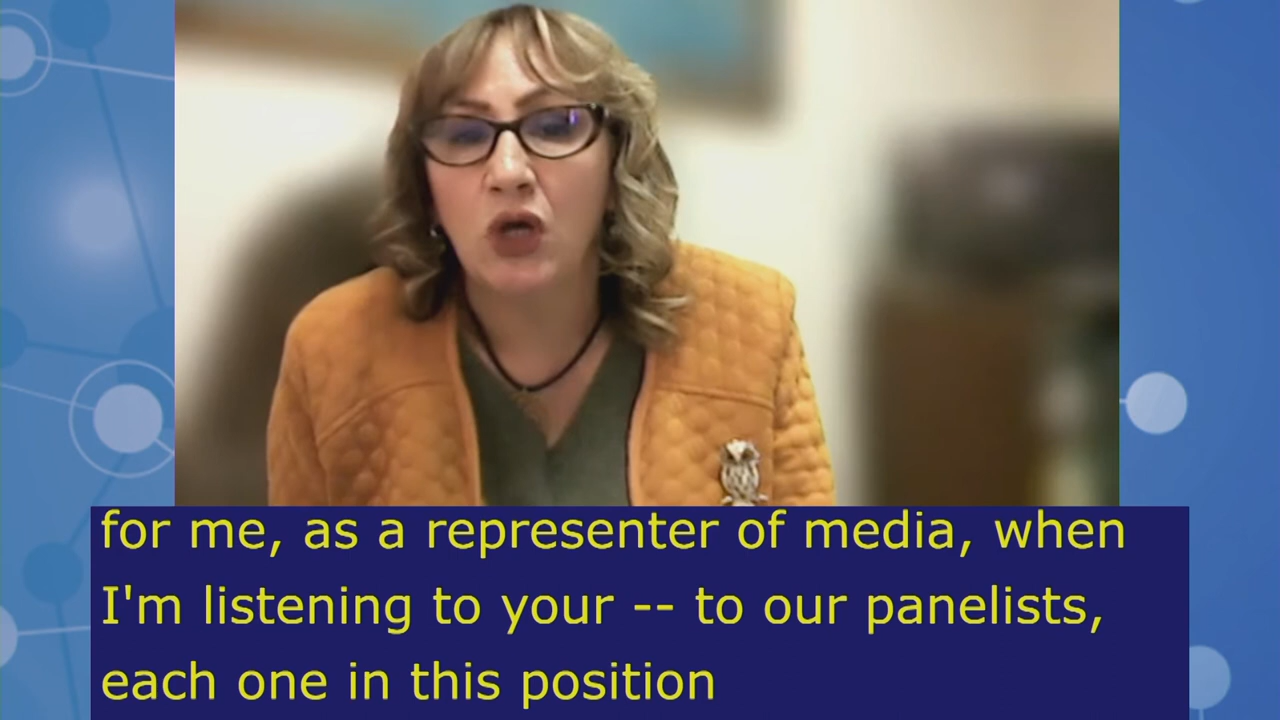 for me, as a representer of media, when
I'm listening to your -- to our panelists,
each one in this position